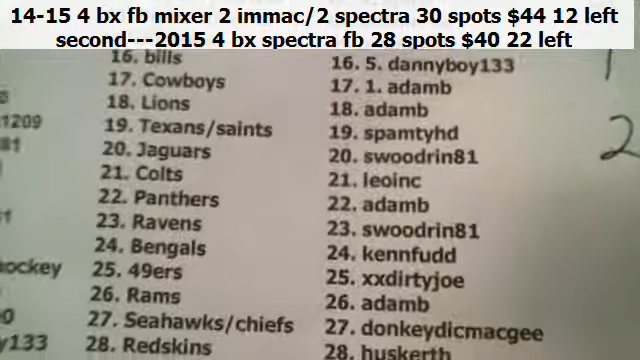 14-15 4 bx fb mixer 2 immac/2 spectra 30 spots $44 12 left
second---2015 4 bx spectra fb 28 spots $40 22 left
16. bills 16. 5. dannyboy133
17. Cowboys 17. 1. adamb
18. Lions 18. adamb
1209 19. Texans/saints 19. spamtyhd
81 20. Jaguars 20. swoodrin81
21. Colts 21. leoinc
22. Panthers 22. adamb
23. Ravens 23. swoodrin81
24. Bengals 24. kennfudd
hockey 25. 49ers 25. xxdirtyjoe
26. Rams 26. adamb
27. Seahawks/chiefs 27. donkeydicmacgee
y133 28. Redskins 28. huskerth
2